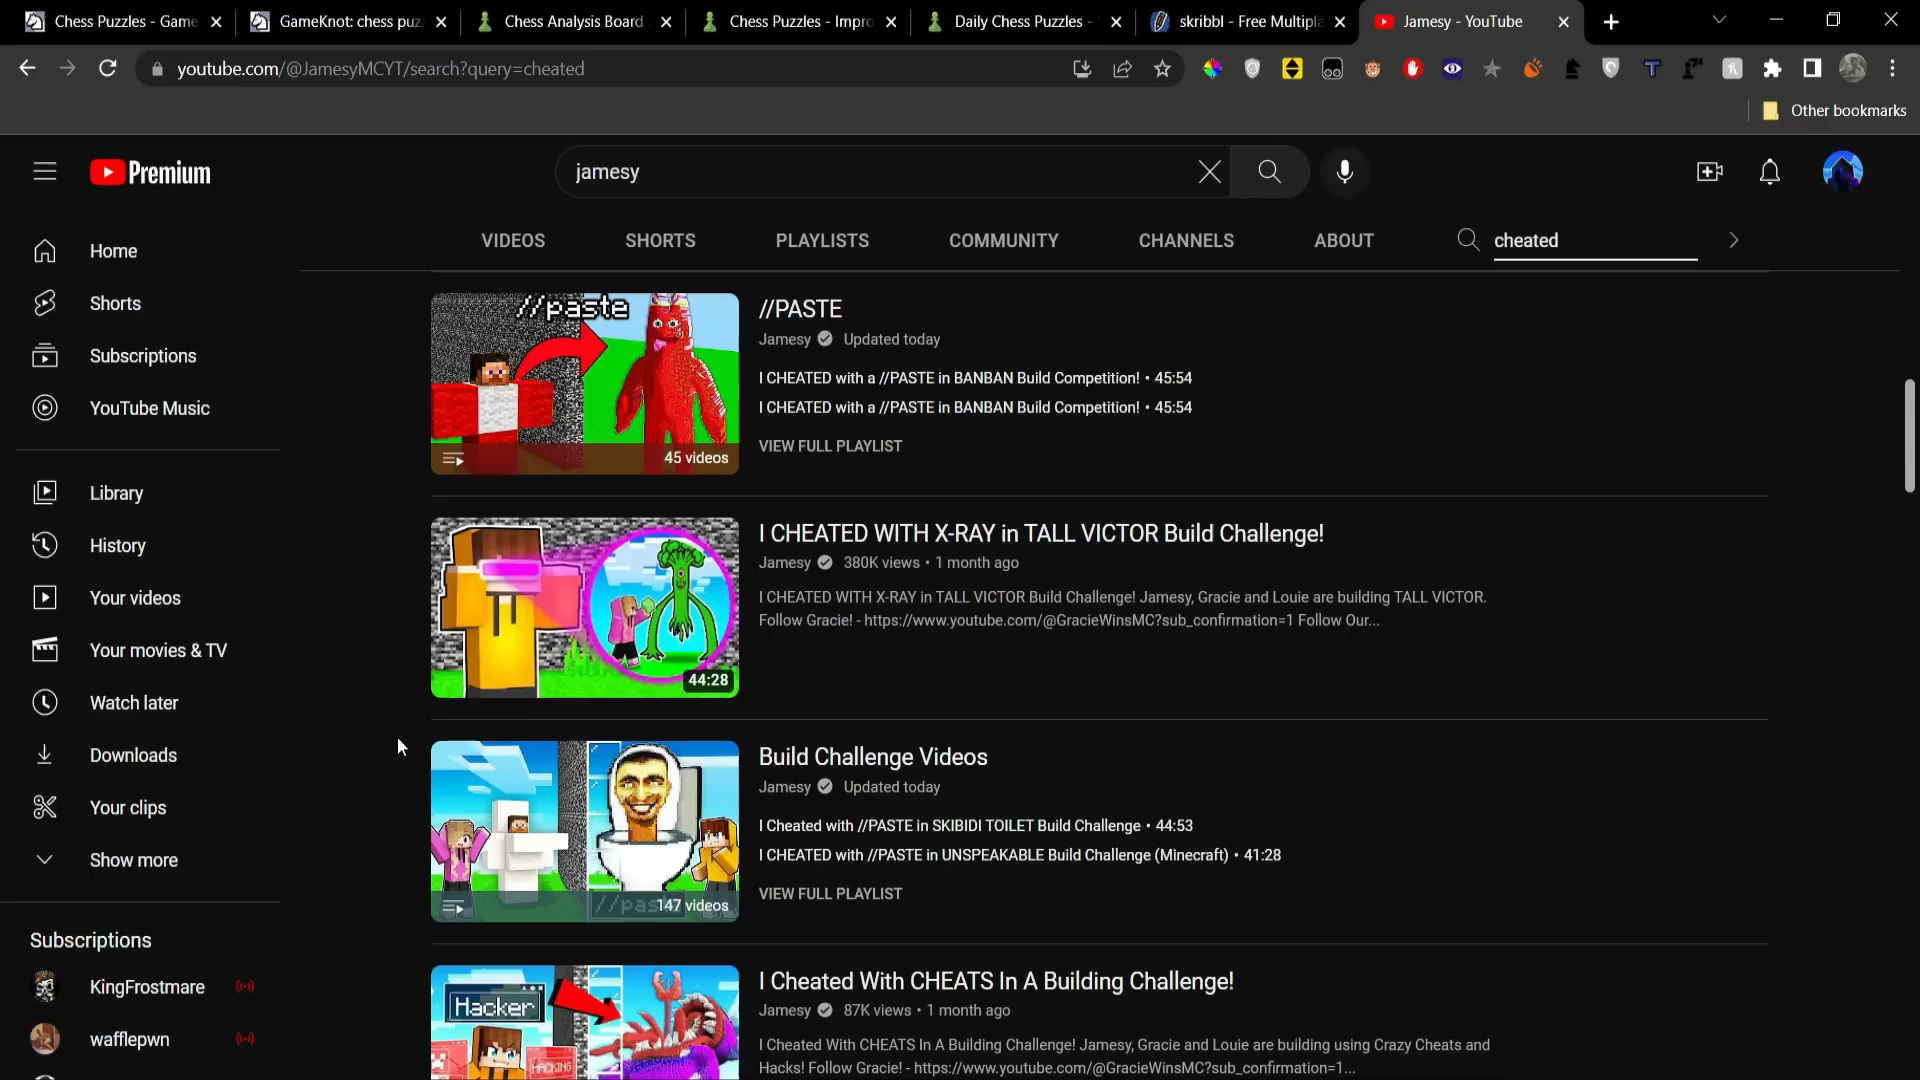 Chess Puzzles - Game
GameKnot: chess puz
Chess Analysis Board
Chess Puzzles - Impro
Daily Chess Puzzles -
skribbl - Free Multipla
Jamesy - YouTube
youtube.com/@JamesyMCYT/search?query=cheated
Other bookmarks
Premium
jamesy
VIDEOS
SHORTS
PLAYLISTS
COMMUNITY
CHANNELS
ABOUT
cheated
Home
Shorts
Subscriptions
YouTube Music
Library
History
Your videos
Your movies & TV
Watch later
Downloads
Your clips
Show more
Subscriptions
KingFrostmare
wafflepwn
//paste
45 videos
//PASTE
Jamesy Updated today
I CHEATED with a //PASTE in BANBAN Build Competition! • 45:54
I CHEATED with a //PASTE in BANBAN Build Competition! • 45:54
VIEW FULL PLAYLIST
44:28
I CHEATED WITH X-RAY in TALL VICTOR Build Challenge!
Jamesy 380K views • 1 month ago
I CHEATED WITH X-RAY in TALL VICTOR Build Challenge! Jamesy, Gracie and Louie are building TALL VICTOR.
Follow Gracie! - https://www.youtube.com/@GracieWinsMC?sub_confirmation=1 Follow Our...
//paste
147 videos
Build Challenge Videos
Jamesy Updated today
I Cheated with //PASTE in SKIBIDI TOILET Build Challenge • 44:53
I CHEATED with //PASTE in UNSPEAKABLE Build Challenge (Minecraft) • 41:28
VIEW FULL PLAYLIST
Hacker
HACKING
I Cheated With CHEATS In A Building Challenge!
Jamesy 87K views • 1 month ago
I Cheated With CHEATS In A Building Challenge! Jamesy, Gracie and Louie are building using Crazy Cheats and
Hacks! Follow Gracie! - https://www.youtube.com/@GracieWinsMC?sub_confirmation=1...